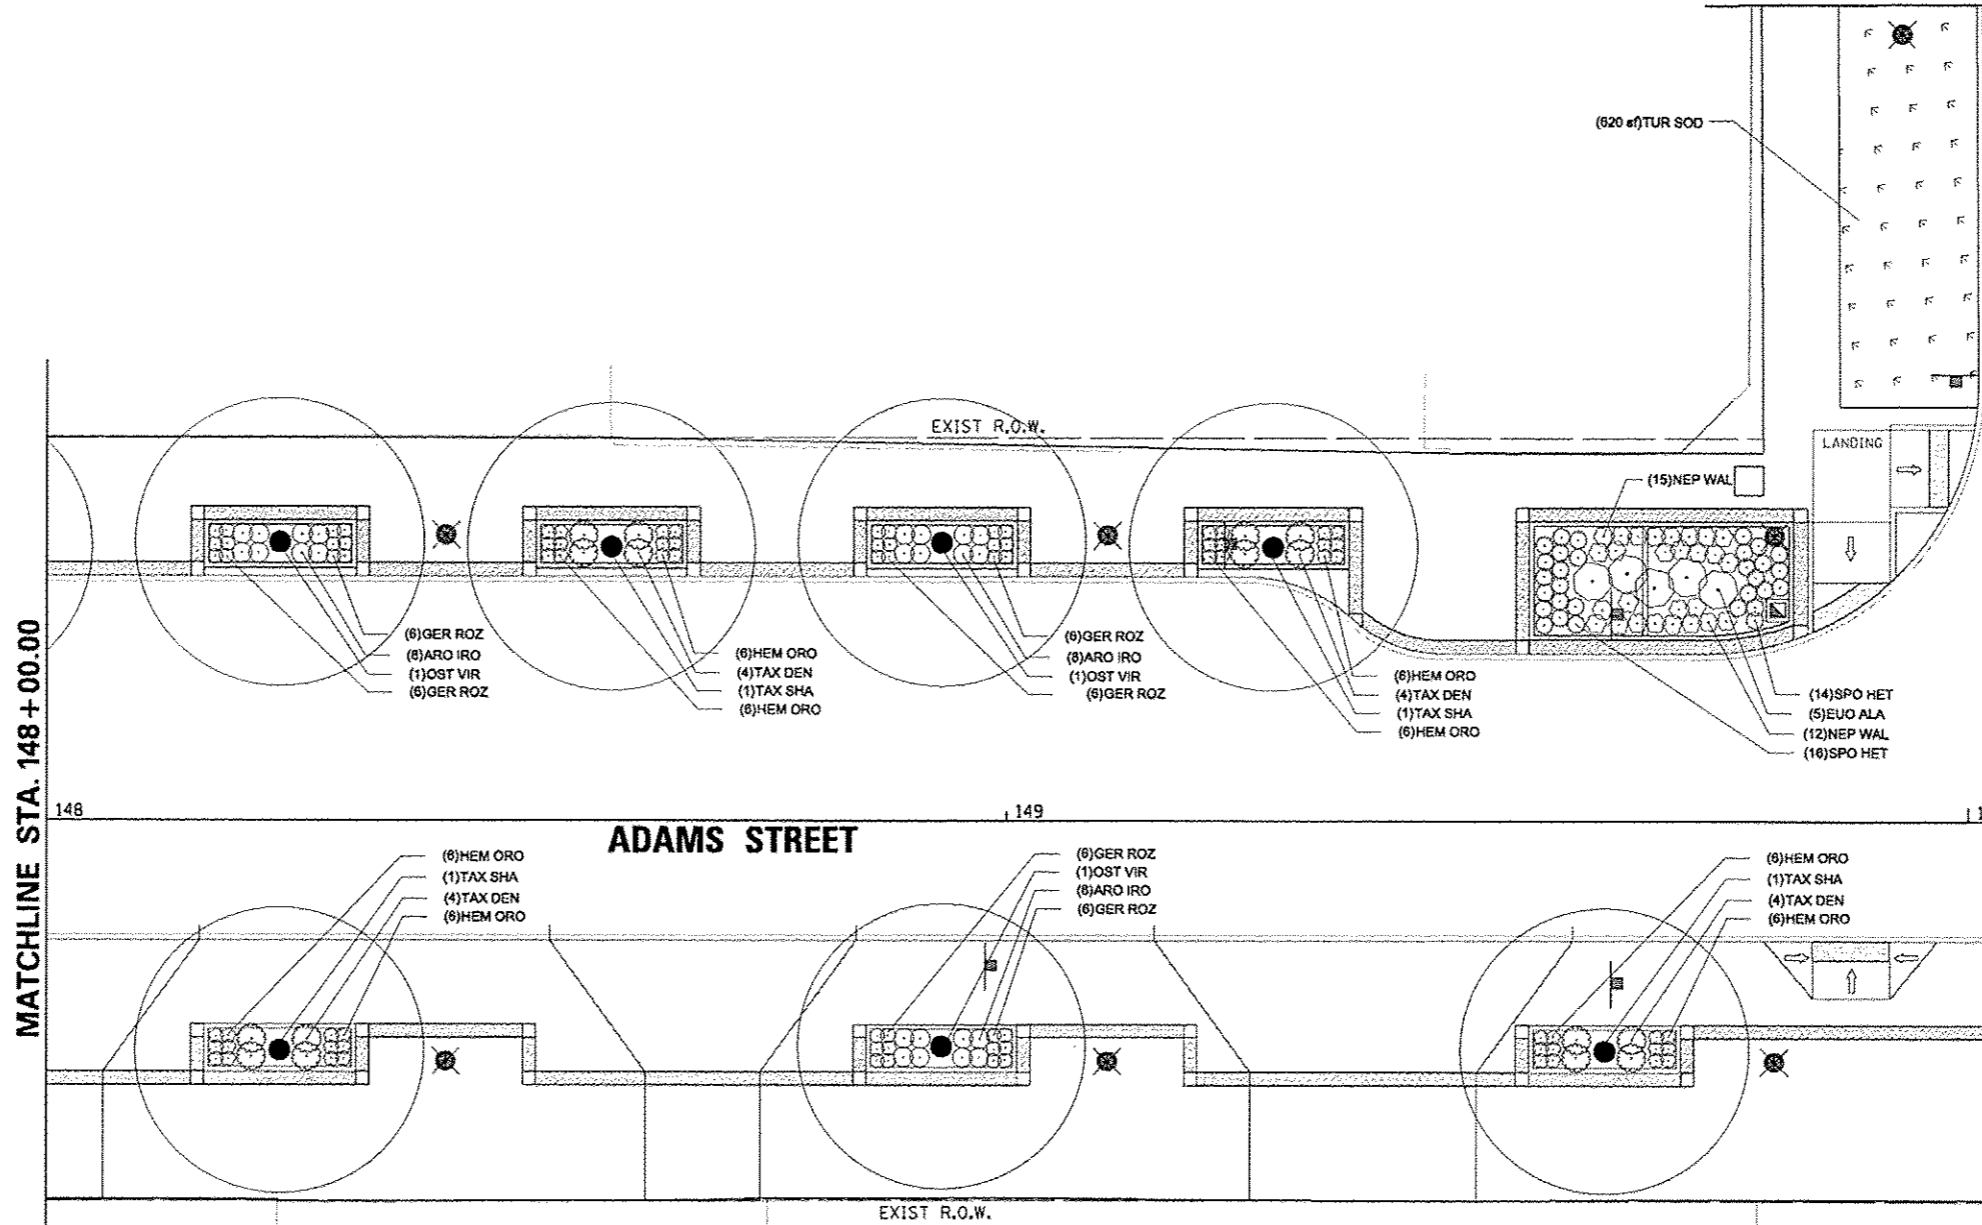 (620 sf)TUR SOD
EXIST R.O.W.
LANDING
(15)NEP WAL
(6)GER ROZ
(8)ARO IRO
(1)OST VIR
(6)GER ROZ
(6)HEM ORO
(4)TAX DEN
(1)TAX SHA
(6)HEM ORO
(6)GER ROZ
(8)ARO IRO
(1)OST VIR
(6)GER ROZ
(6)HEM ORO
(4)TAX DEN
(1)TAX SHA
(6)HEM ORO
(14)SPO HET
(5)EUO ALA
(12)NEP WAL
(16)SPO HET
MATCHLINE STA. 148+00.00
148
149
1
ADAMS STREET
(6)HEM ORO
(1)TAX SHA
(4)TAX DEN
(6)HEM ORO
(6)GER ROZ
(1)OST VIR
(8)ARO IRO
(6)GER ROZ
(6)HEM ORO
(1)TAX SHA
(4)TAX DEN
(6)HEM ORO
EXIST R.O.W.